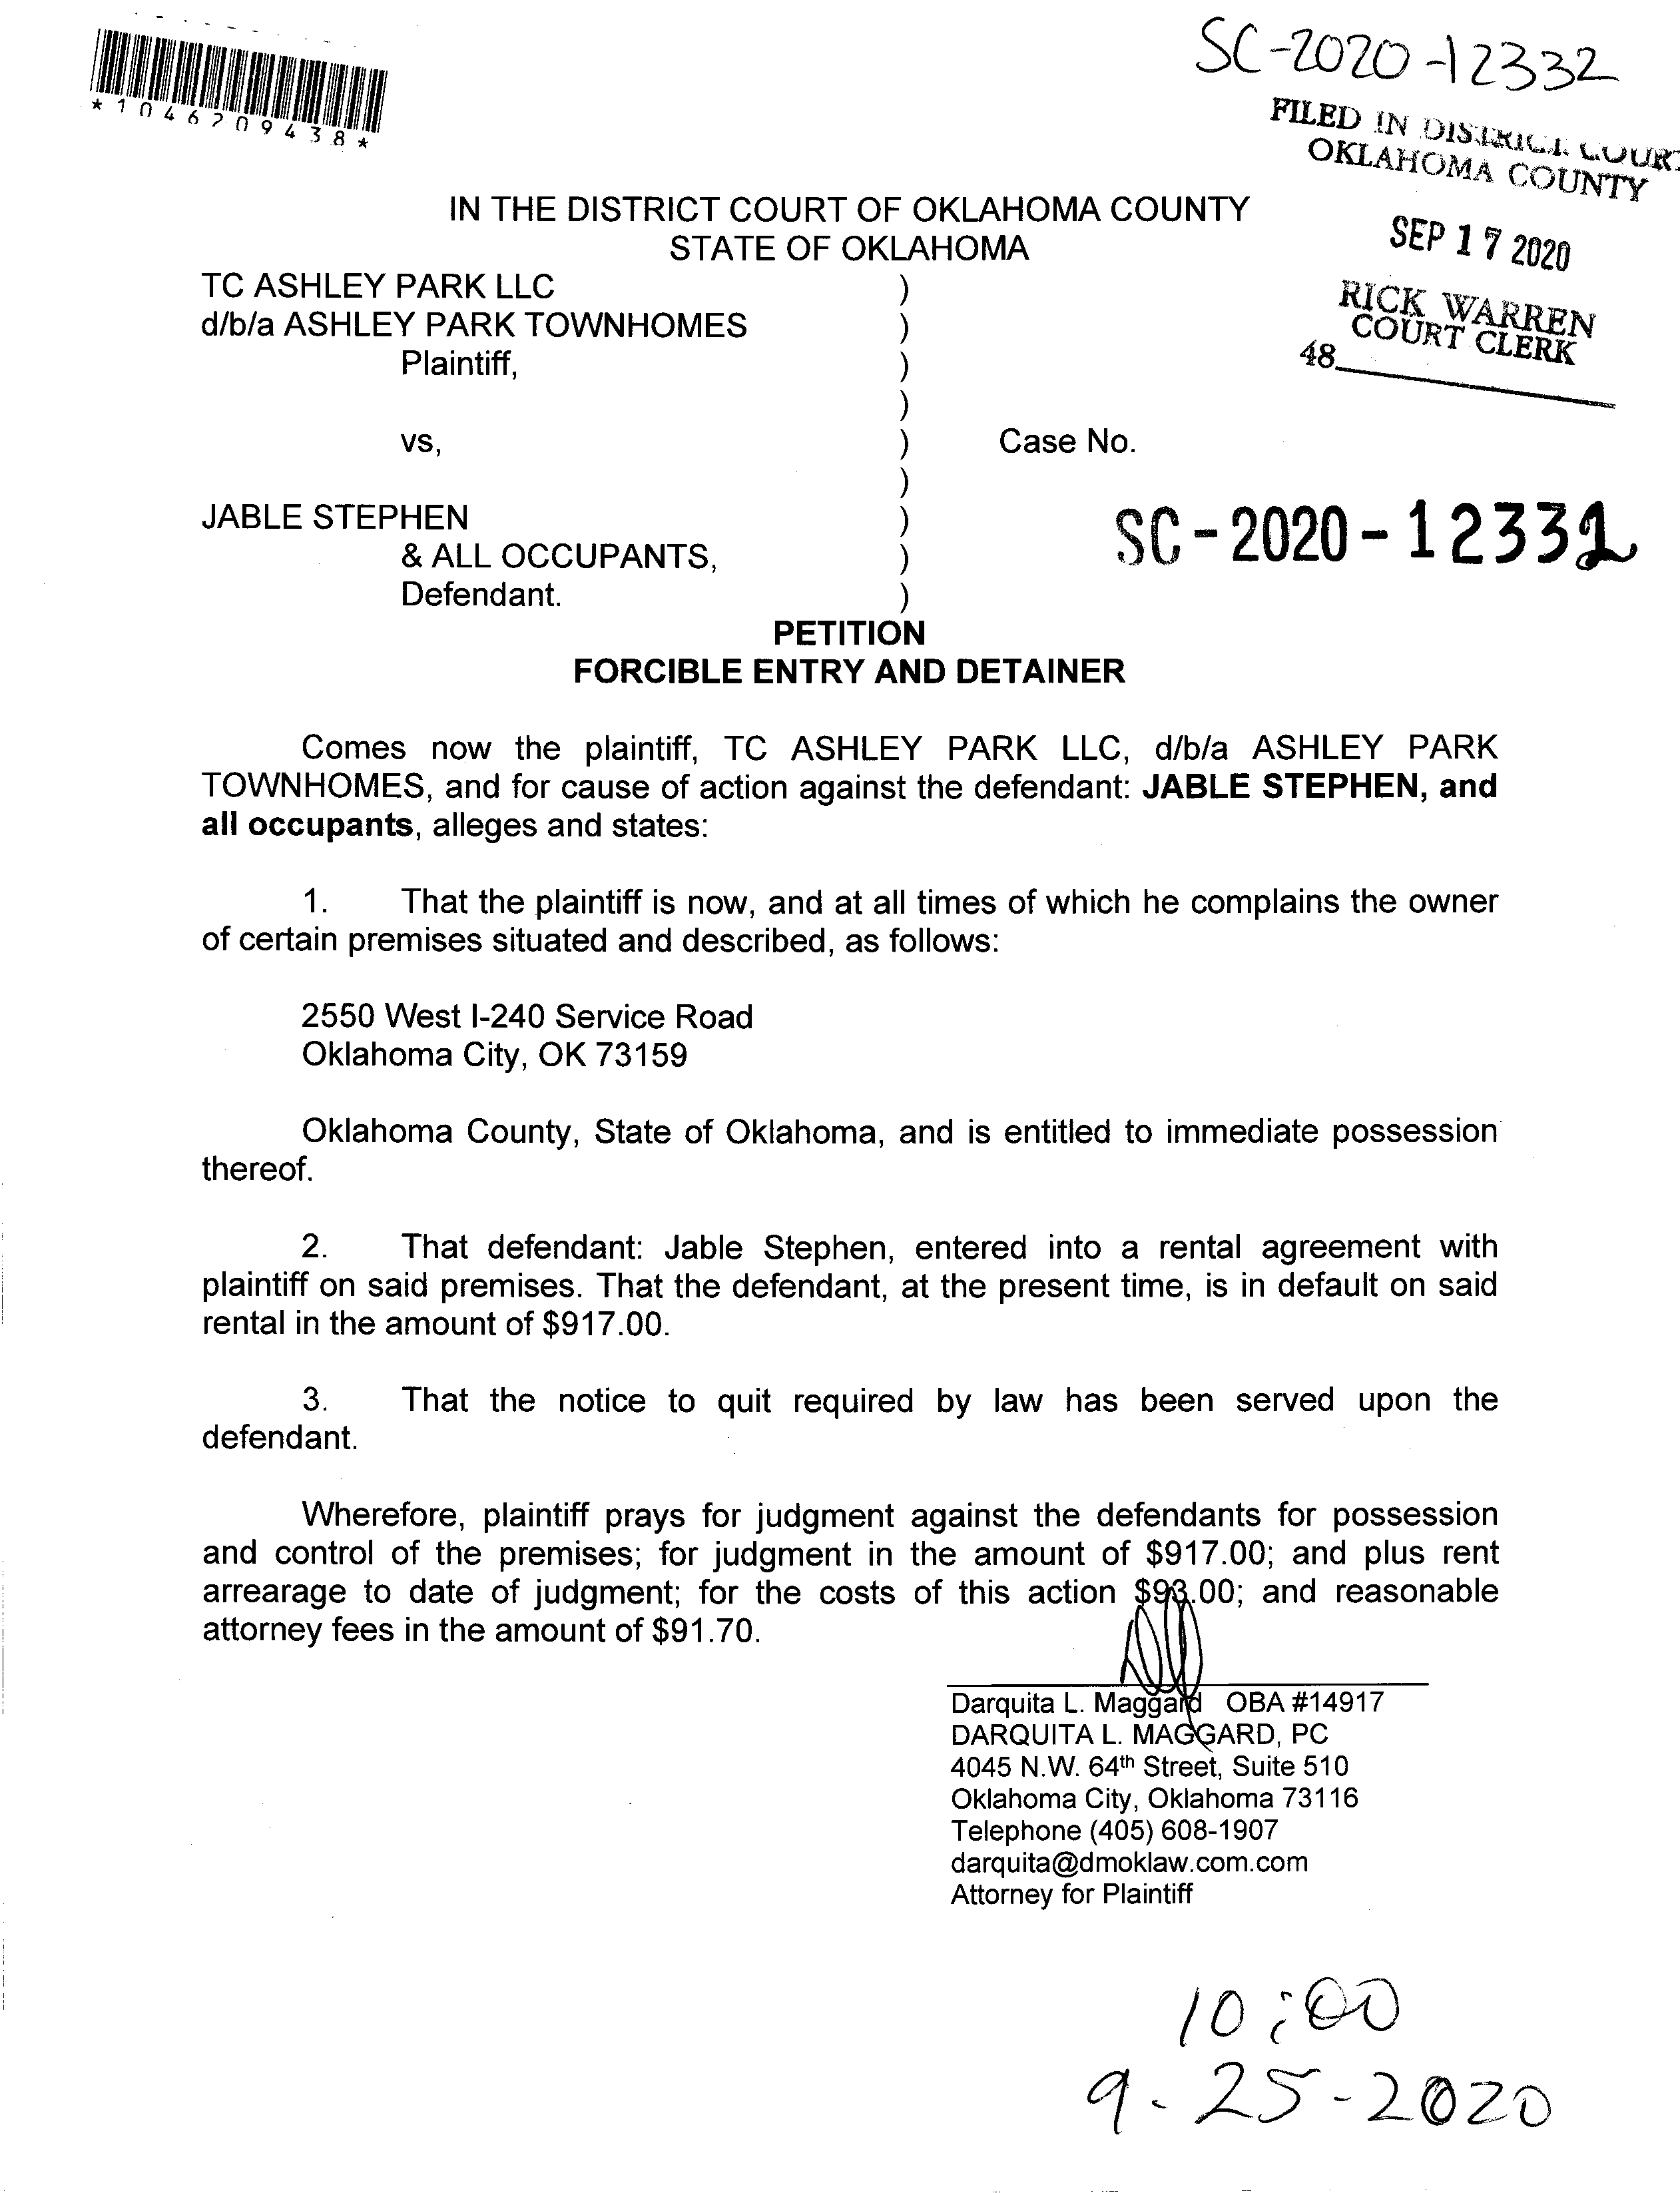 SC-2020-12332
*1046209438*
FILED IN DISTRICT COURT
OKLAHOMA COUNTY
SEP 17 2020
RICK WARREN
COURT CLERK
48
IN THE DISTRICT COURT OF OKLAHOMA COUNTY
STATE OF OKLAHOMA
TC ASHLEY PARK LLC )
d/b/a ASHLEY PARK TOWNHOMES )
Plaintiff, )
)
vs, ) Case No.
)
JABLE STEPHEN ) SC-2020-12332
& ALL OCCUPANTS, )
Defendant. )
PETITION
FORCIBLE ENTRY AND DETAINER
Comes now the plaintiff, TC ASHLEY PARK LLC, d/b/a ASHLEY PARK
TOWNHOMES, and for cause of action against the defendant: JABLE STEPHEN, and
all occupants, alleges and states:
1. That the plaintiff is now, and at all times of which he complains the owner
of certain premises situated and described, as follows:
2550 West I-240 Service Road
Oklahoma City, OK 73159
Oklahoma County, State of Oklahoma, and is entitled to immediate possession
thereof.
2. That defendant: Jable Stephen, entered into a rental agreement with
plaintiff on said premises. That the defendant, at the present time, is in default on said
rental in the amount of $917.00.
3. That the notice to quit required by law has been served upon the
defendant.
Wherefore, plaintiff prays for judgment against the defendants for possession
and control of the premises; for judgment in the amount of $917.00; and plus rent
arrearage to date of judgment; for the costs of this action $93.00; and reasonable
attorney fees in the amount of $91.70.
Darquita L. Maggard OBA #14917
DARQUITA L. MAGGARD, PC
4045 N.W. 64th Street, Suite 510
Oklahoma City, Oklahoma 73116
Telephone (405) 608-1907
darquita@dmoklaw.com.com
Attorney for Plaintiff
10:00
9-25-2020